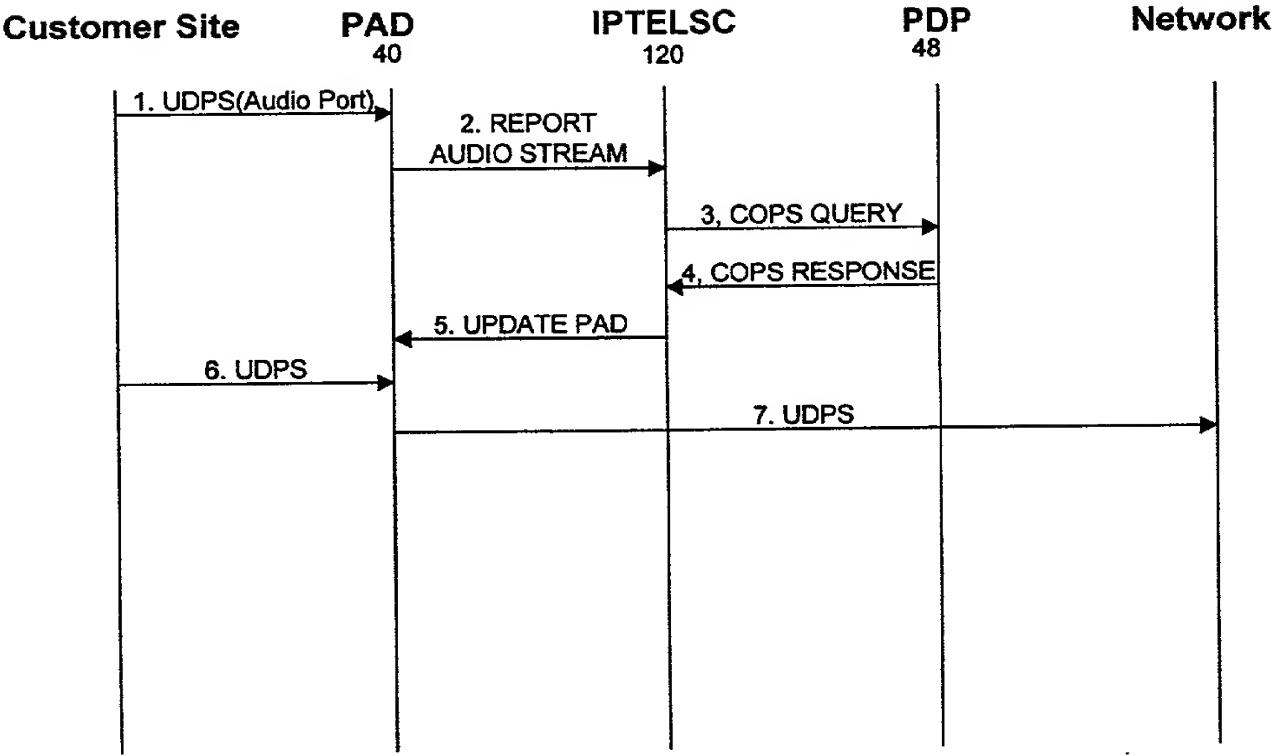 Customer Site PAD IPTELSC PDP Network
40 120 48
1. UDPS(Audio Port)
2. REPORT
AUDIO STREAM
3, COPS QUERY
4, COPS RESPONSE
5. UPDATE PAD
6. UDPS
7. UDPS